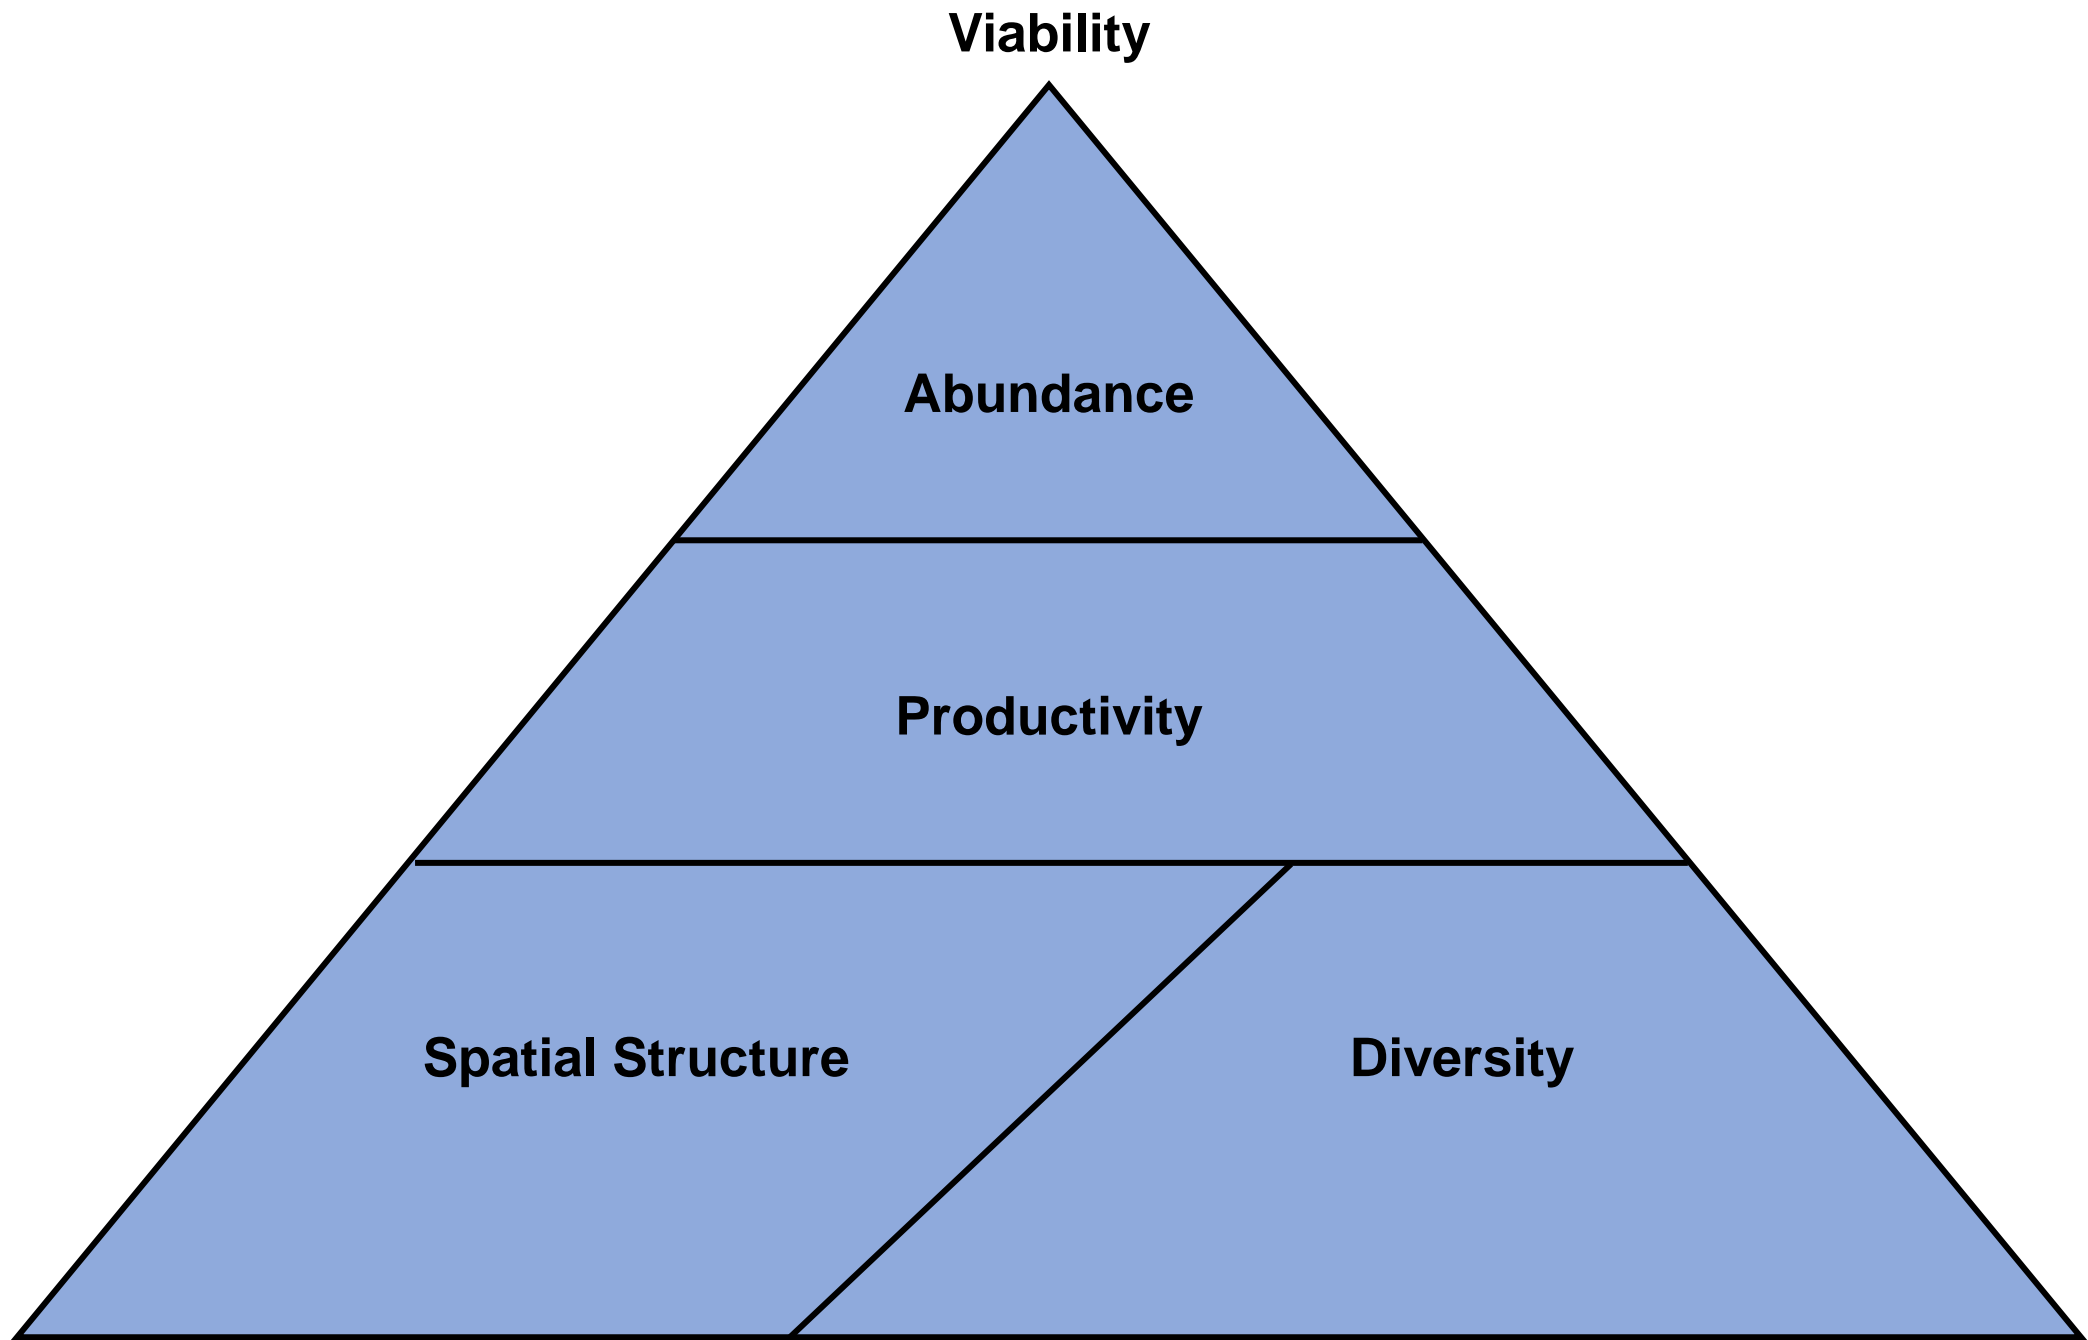 Viability
Abundance
Productivity
Spatial Structure
Diversity